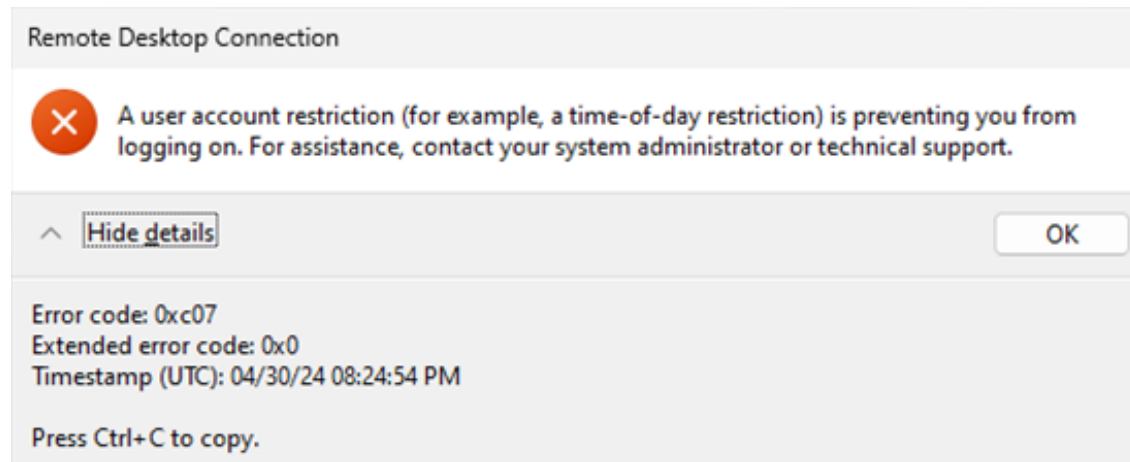 Remote Desktop Connection
A user account restriction (for example, a time-of-day restriction) is preventing you from
logging on. For assistance, contact your system administrator or technical support.
Hide details
OK
Error code: 0xc07
Extended error code: 0x0
Timestamp (UTC): 04/30/24 08:24:54 PM
Press Ctrl+C to copy.